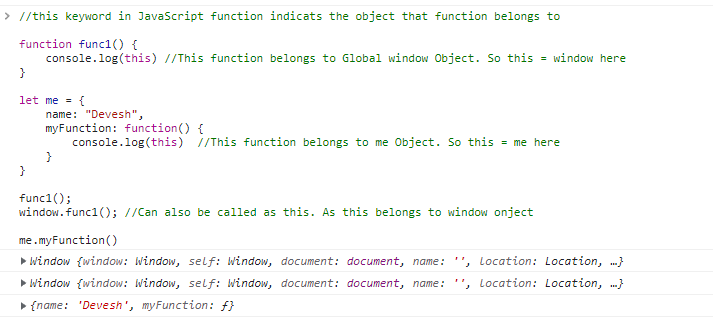 //this keyword in JavaScript function indicats the object that function belongs to
function func1() {
console.log(this) //This function belongs to Global window Object. So this = window here
}
let me = {
name: "Devesh",
myFunction: function() {
console.log(this)  //This function belongs to me Object. So this = me here
}
}
func1();
window.func1(); //Can also be called as this. As this belongs to window onject
me.myFunction()
Window {window: Window, self: Window, document: document, name: '', location: Location, …}
Window {window: Window, self: Window, document: document, name: '', location: Location, …}
{name: 'Devesh', myFunction: ƒ}